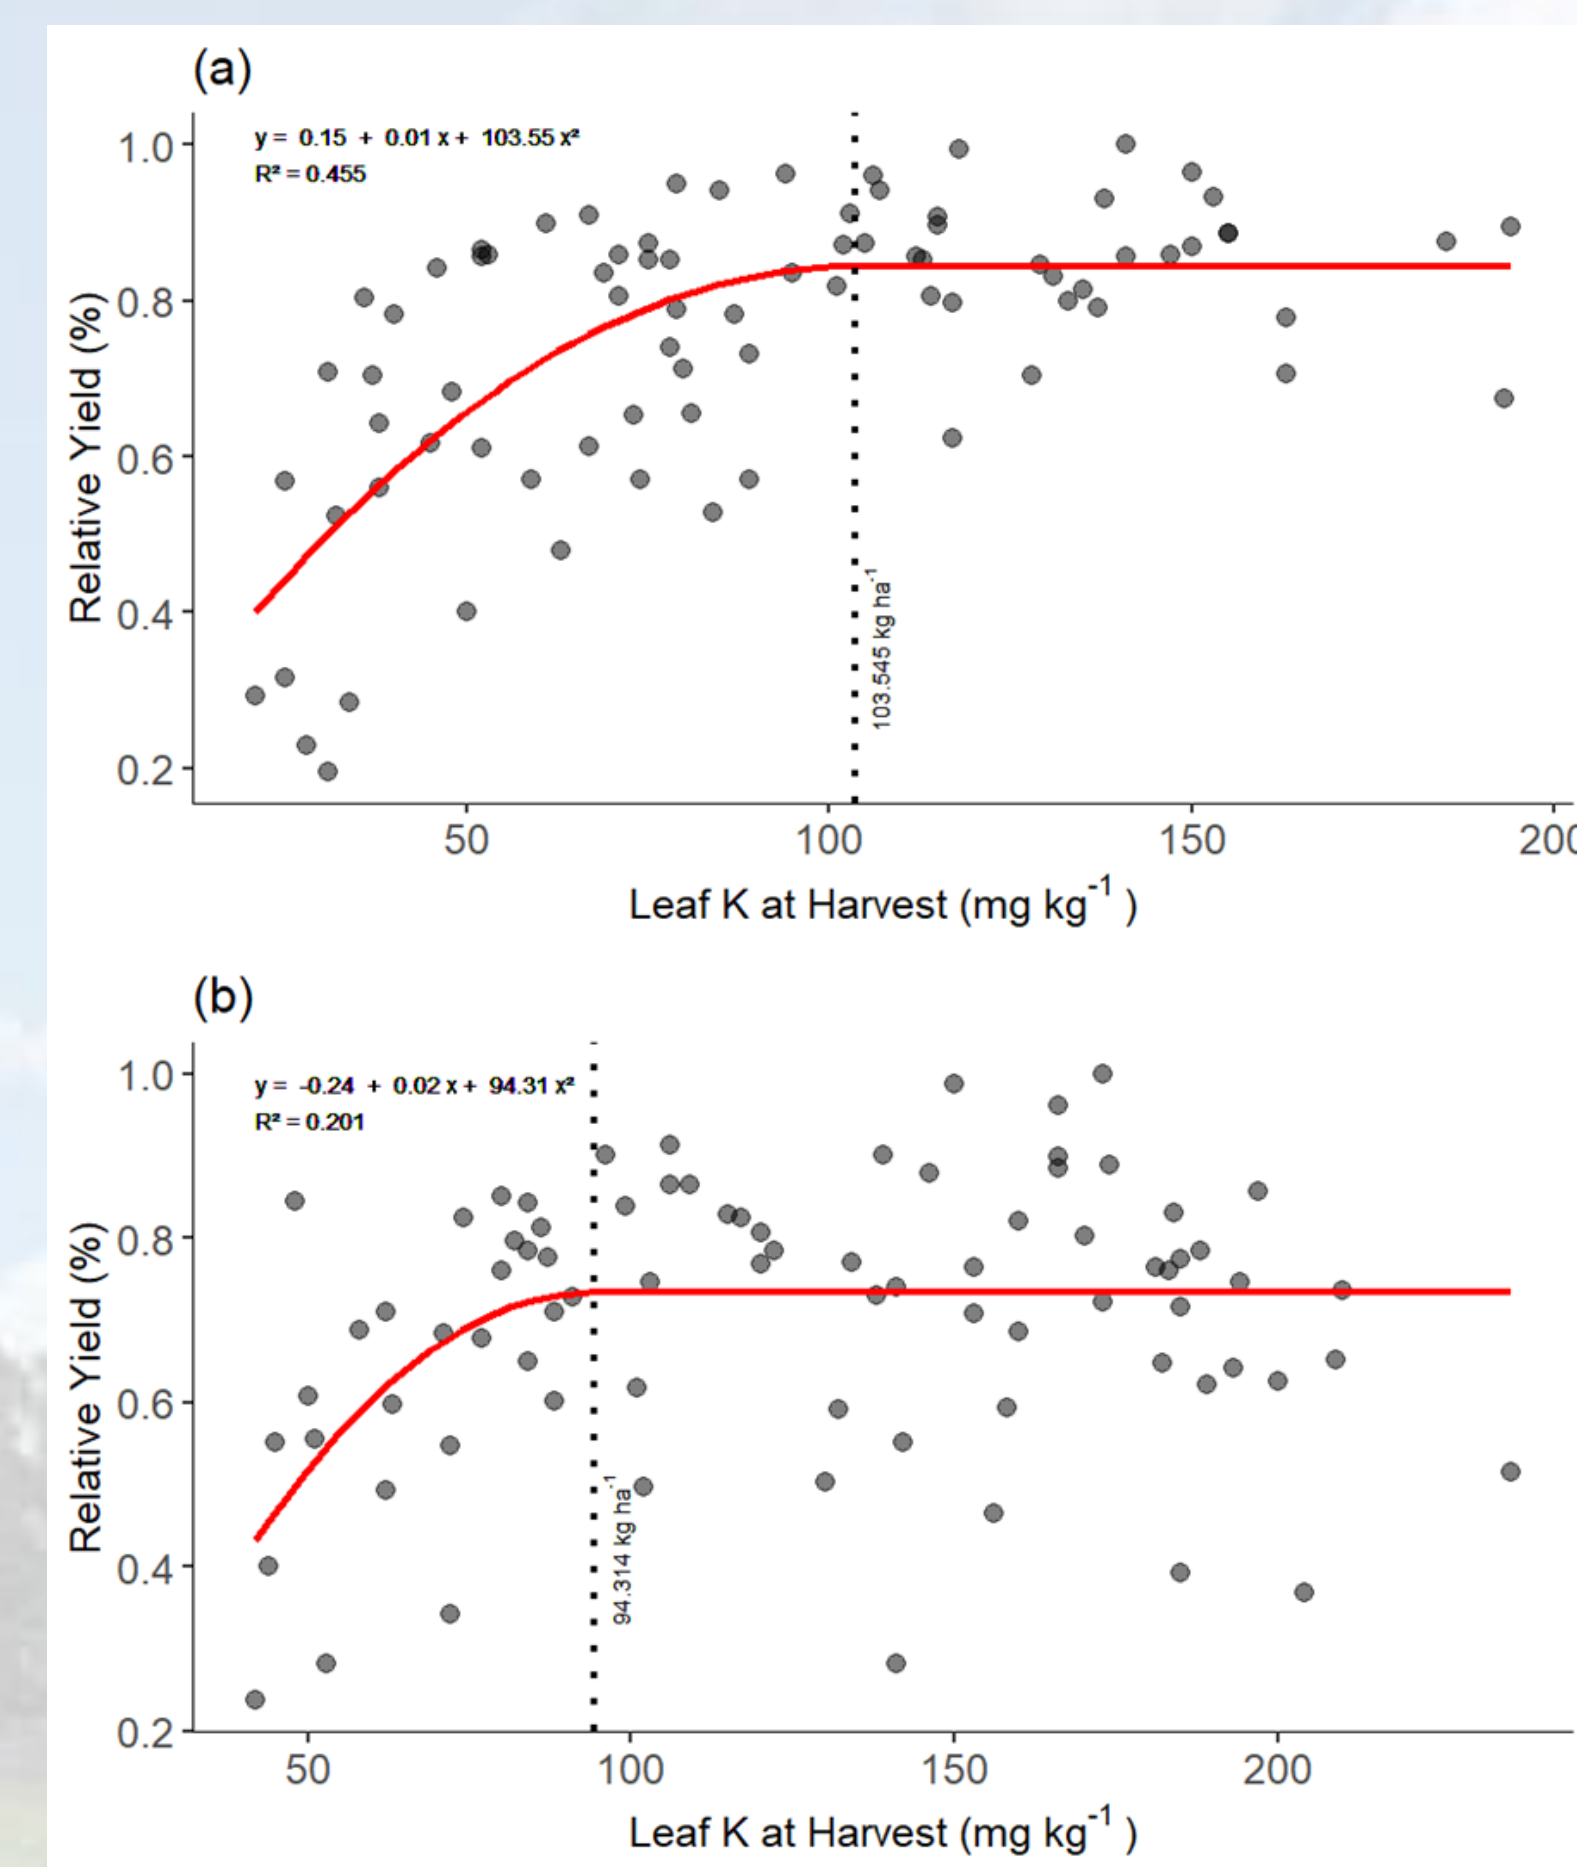 (a)
y = 0.15 + 0.01 x + 103.55 x²
R² = 0.455
1.0
0.8
0.6
0.4
0.2
Relative Yield (%)
103.545 kg ha⁻¹
50 100 150 200
Leaf K at Harvest (mg kg⁻¹ )
(b)
y = -0.24 + 0.02 x + 94.31 x²
R² = 0.201
1.0
0.8
0.6
0.4
0.2
Relative Yield (%)
94.314 kg ha⁻¹
50 100 150 200
Leaf K at Harvest (mg kg⁻¹ )